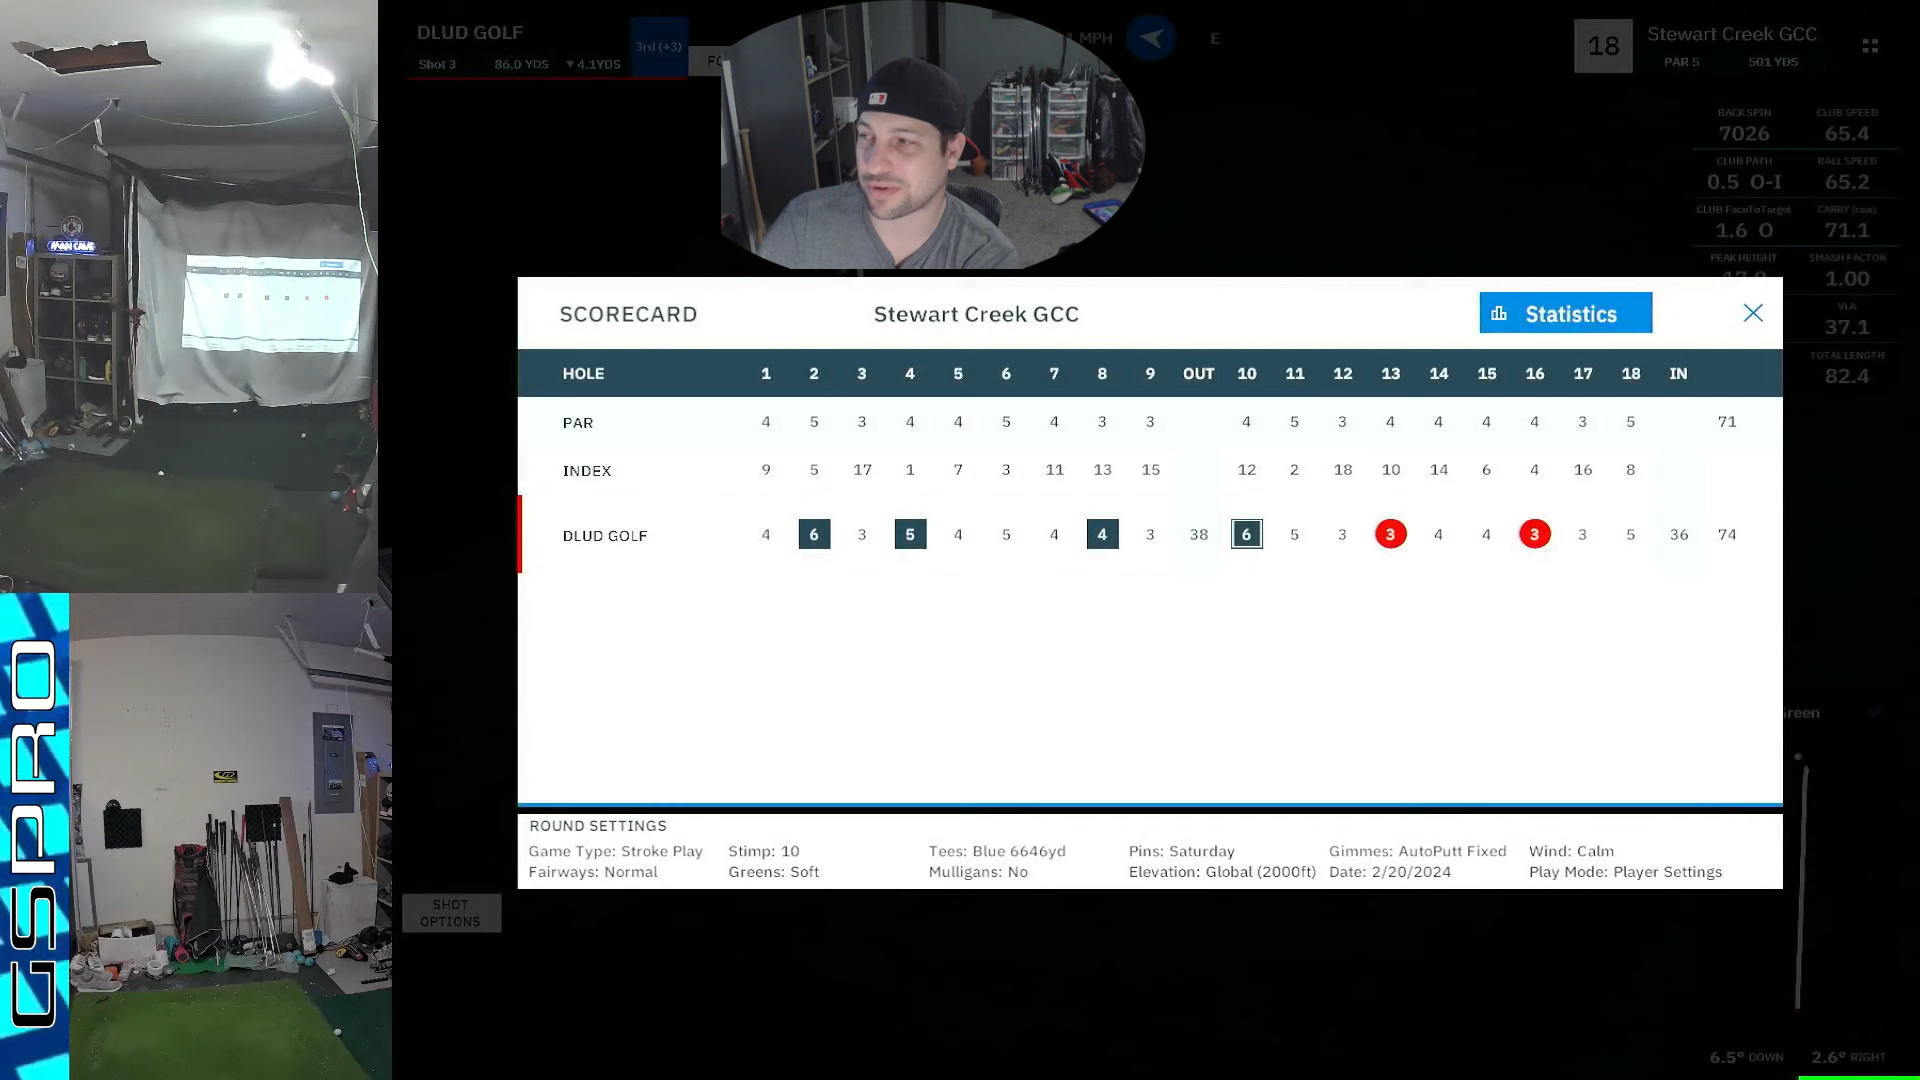 DLUD GOLF
Shot 3 86.0 YDS ▼4.1YDS
3rd (+3)
MPH
E
18
Stewart Creek GCC
PAR 5 501 YDS
BACK SPIN CLUB SPEED
7026 65.4
CLUB PATH BALL SPEED
0.5 O-I 65.2
CLUB FaceToTarget CARRY (raw)
1.6 O 71.1
PEAK HEIGHT SMASH FACTOR
1.00
VLA
37.1
TOTAL LENGTH
82.4
MAN CAVE
SCORECARD Stewart Creek GCC Statistics
HOLE 1 2 3 4 5 6 7 8 9 OUT 10 11 12 13 14 15 16 17 18 IN
PAR 4 5 3 4 4 5 4 3 3 4 5 3 4 4 4 4 3 5 71
INDEX 9 5 17 1 7 3 11 13 15 12 2 18 10 14 6 4 16 8
DLUD GOLF 4 6 3 5 4 5 4 4 3 38 6 5 3 3 4 4 3 3 5 36 74
ROUND SETTINGS
Game Type: Stroke Play Stimp: 10 Tees: Blue 6646yd Pins: Saturday Gimmes: AutoPutt Fixed Wind: Calm
Fairways: Normal Greens: Soft Mulligans: No Elevation: Global (2000ft) Date: 2/20/2024 Play Mode: Player Settings
SHOT
OPTIONS
6.5° DOWN 2.6° RIGHT
GSPRO